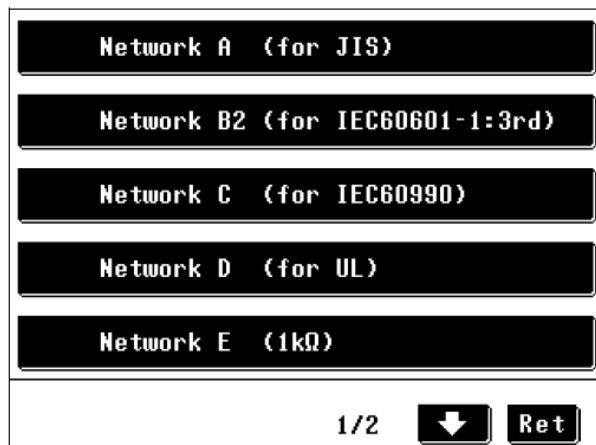 Network A (for JIS)
Network B2 (for IEC60601-1:3rd)
Network C (for IEC60990)
Network D (for UL)
Network E (1kΩ)
1/2 Ret